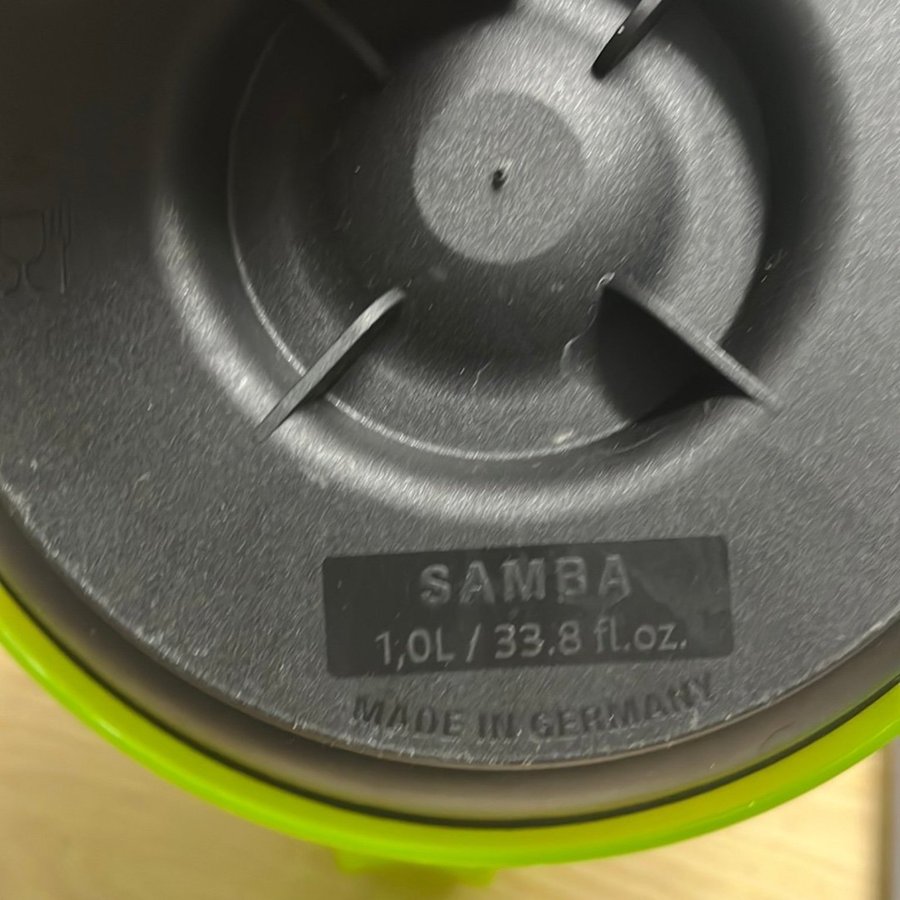 SAMBA
1,0L / 33.8 fl.oz.
MADE IN GERMANY